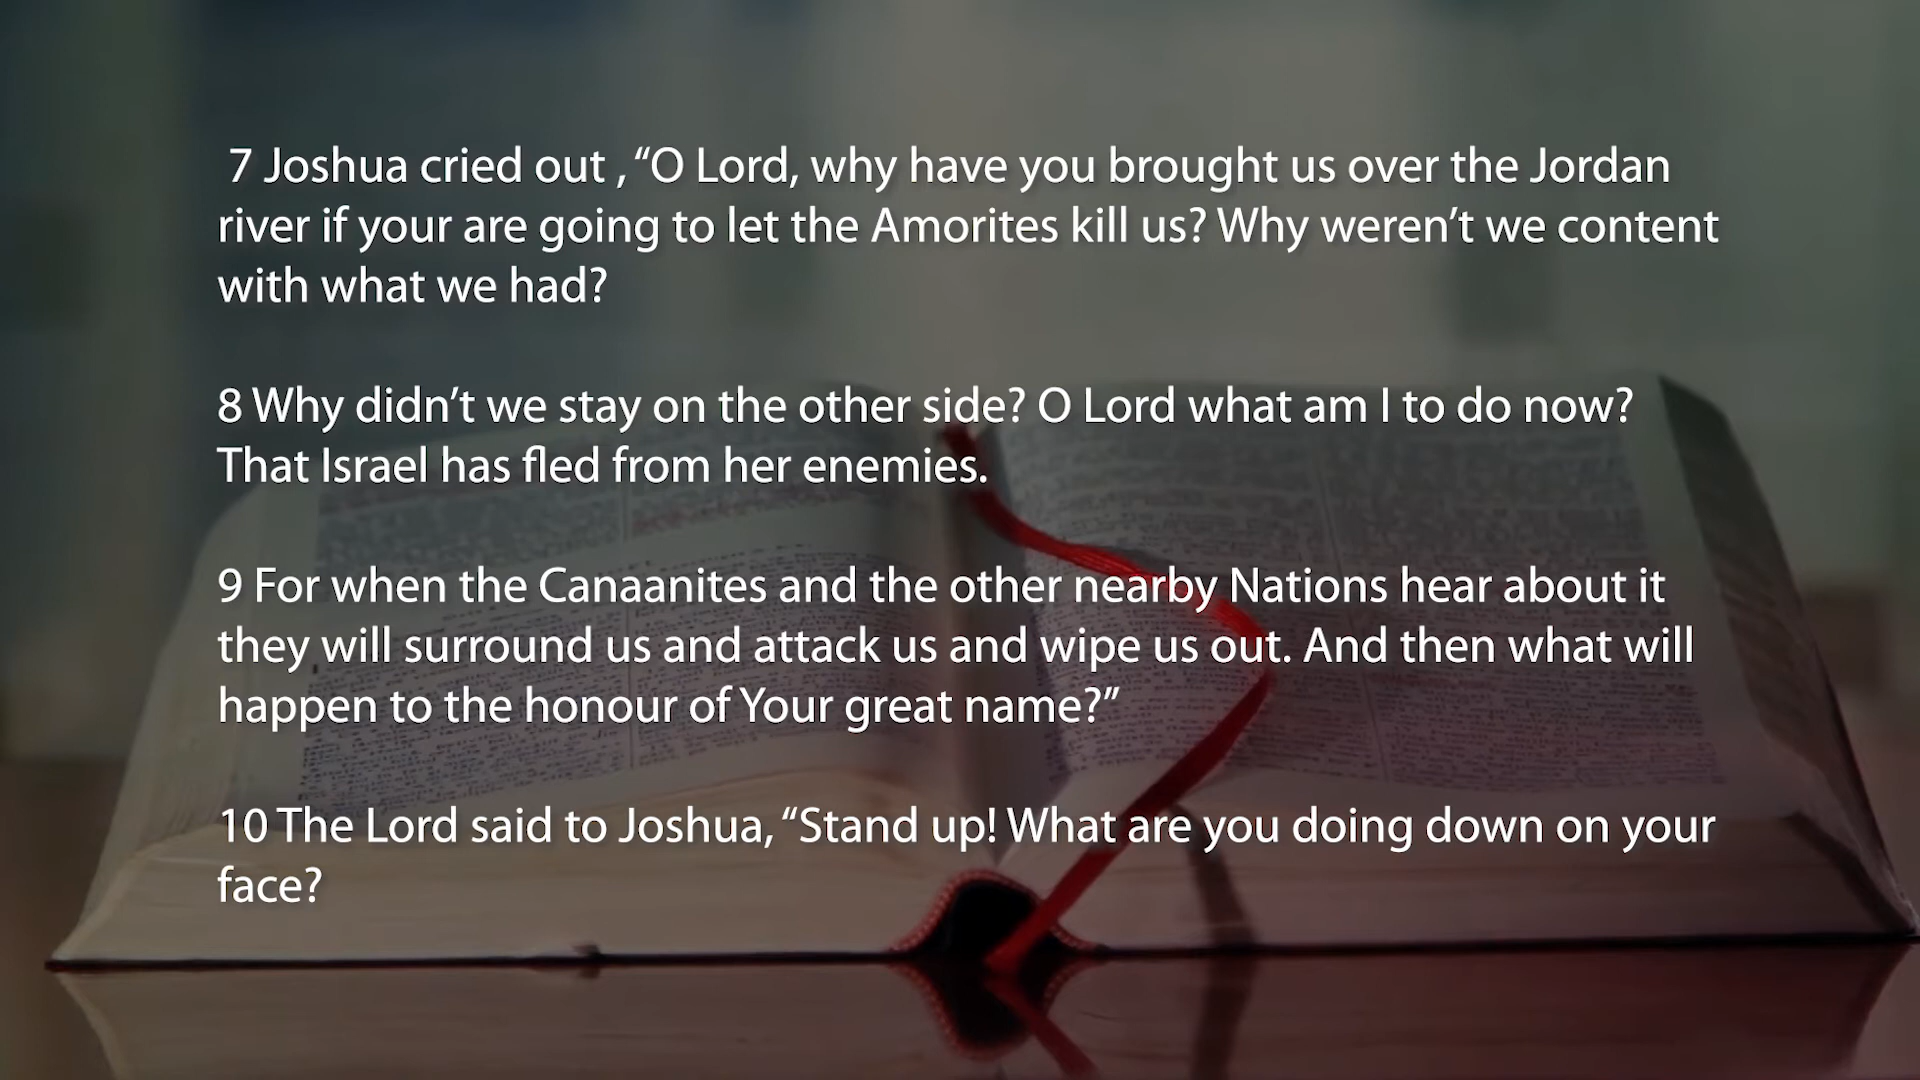 7 Joshua cried out , “O Lord, why have you brought us over the Jordan
river if your are going to let the Amorites kill us? Why weren’t we content
with what we had?
8 Why didn’t we stay on the other side? O Lord what am I to do now?
That Israel has fled from her enemies.
9 For when the Canaanites and the other nearby Nations hear about it
they will surround us and attack us and wipe us out. And then what will
happen to the honour of Your great name?”
10 The Lord said to Joshua, “Stand up! What are you doing down on your
face?